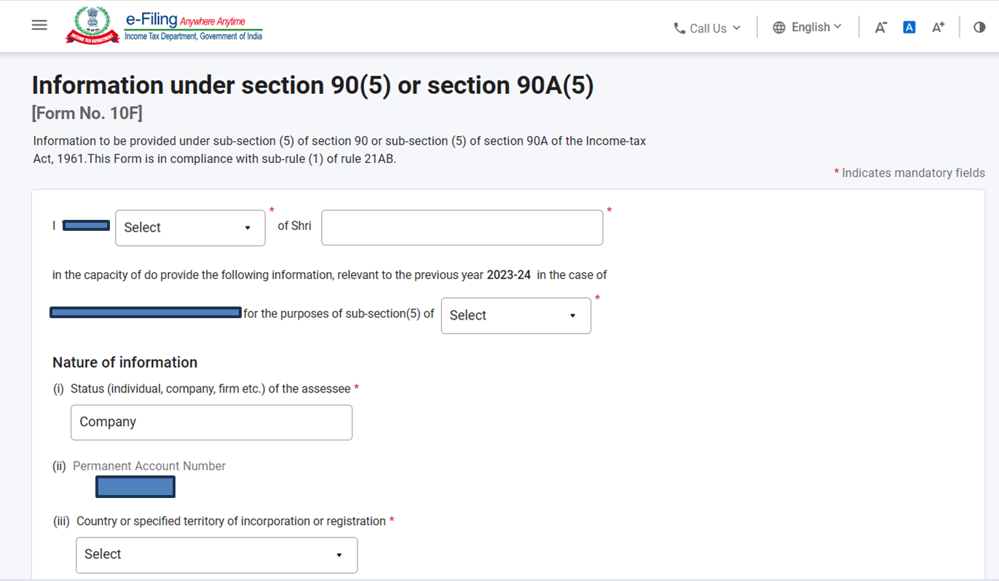 e-Filing Anywhere Anytime
Income Tax Department, Government of India
INCOME TAX DEPARTMENT
Call Us
English
A-
A
A+
Information under section 90(5) or section 90A(5)
[Form No. 10F]
Information to be provided under sub-section (5) of section 90 or sub-section (5) of section 90A of the Income-tax
Act, 1961.This Form is in compliance with sub-rule (1) of rule 21AB.
* Indicates mandatory fields
I Select * of Shri *
in the capacity of do provide the following information, relevant to the previous year 2023-24 in the case of
for the purposes of sub-section(5) of Select *
Nature of information
(i) Status (individual, company, firm etc.) of the assessee *
Company
(ii) Permanent Account Number
(iii) Country or specified territory of incorporation or registration *
Select